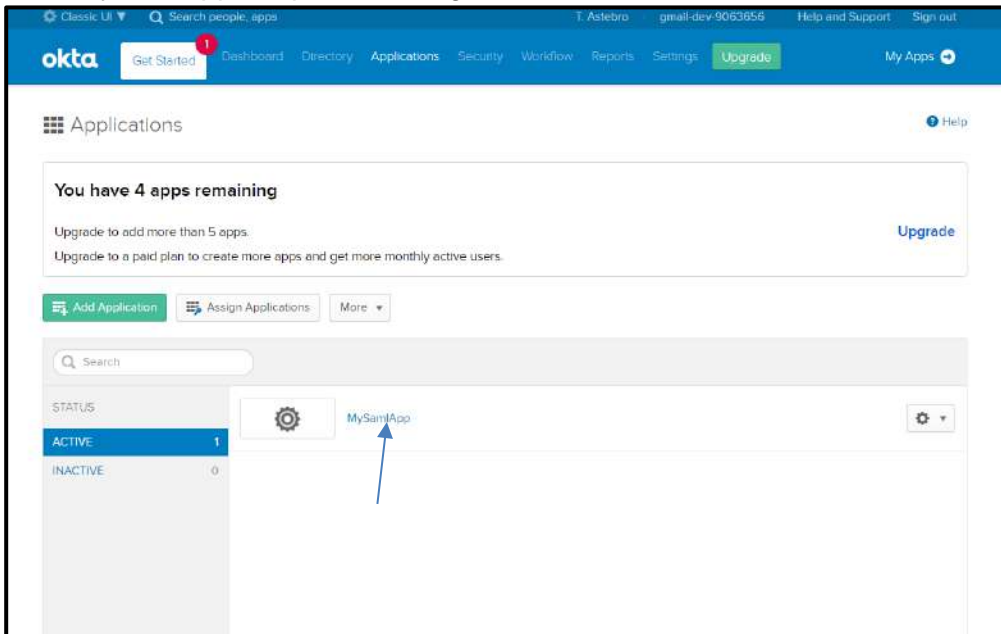 Classic UI ▼ Search people, apps T. Astebro gmail-dev-9063656 Help and Support Sign out
okta Get Started 1 Dashboard Directory Applications Security Workflow Reports Settings Upgrade My Apps
Applications Help
You have 4 apps remaining
Upgrade to add more than 5 apps. Upgrade
Upgrade to a paid plan to create more apps and get more monthly active users.
Add Application Assign Applications More
Search
STATUS
MySamlApp
ACTIVE 1
INACTIVE 0